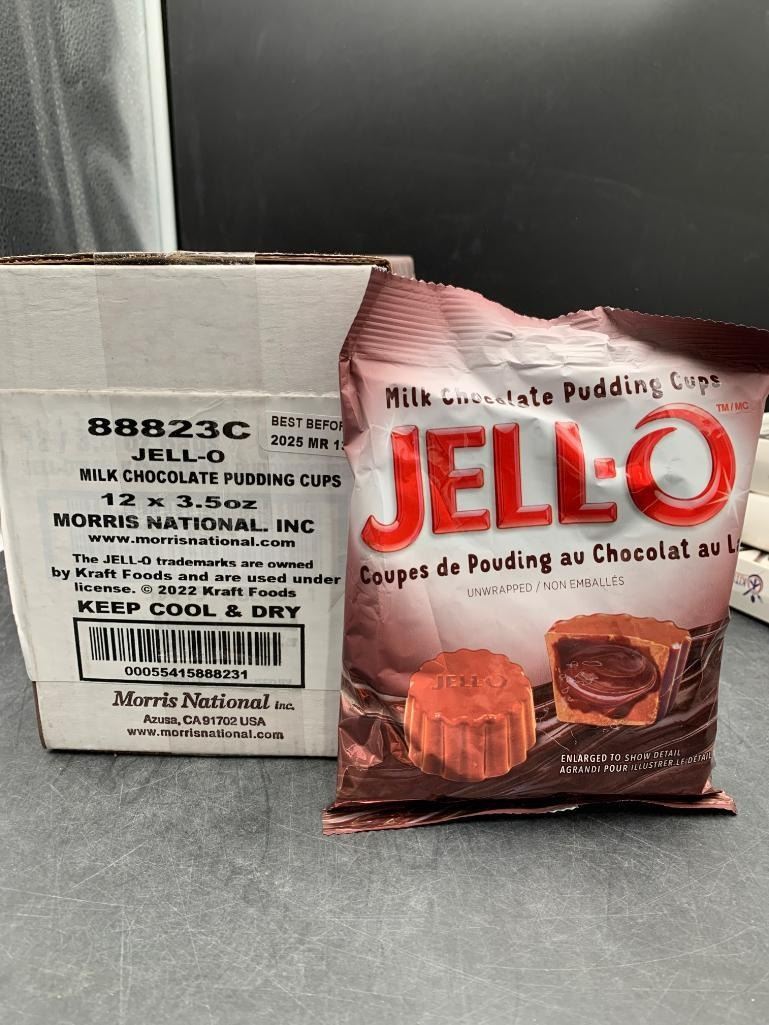 88823C
BEST BEFOR
2025 MR 13
JELL-O
MILK CHOCOLATE PUDDING CUPS
12 x 3.5oz
MORRIS NATIONAL. INC
www.morrisnational.com
The JELL-O trademarks are owned
by Kraft Foods and are used under
license. © 2022 Kraft Foods
KEEP COOL & DRY
00055415888231
Morris National Inc.
Azusa, CA 91702 USA
www.morrisnational.com
Milk Chocolate Pudding Cups
JELL-O TM/MC
Coupes de Pouding au Chocolat au La
UNWRAPPED / NON EMBALLÉS
JELL-O
ENLARGED TO SHOW DETAIL
AGRANDI POUR ILLUSTRER LE DÉTAIL